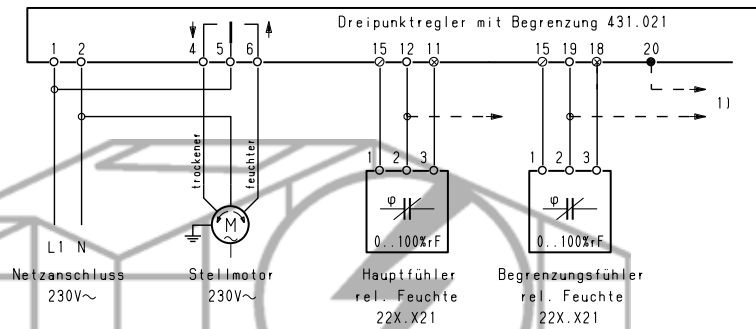 Dreipunktregler mit Begrenzung 431.021
1 2 4 5 6 15 12 11 15 19 18 20
1)
trockener
feuchter
1 2 3 1 2 3
M
φ φ
0..100%rF 0..100%rF
L1 N
Netzanschluss
230V~
Stellmotor
230V~
Hauptfühler
rel. Feuchte
22X.X21
Begrenzungsfühler
rel. Feuchte
22X.X21